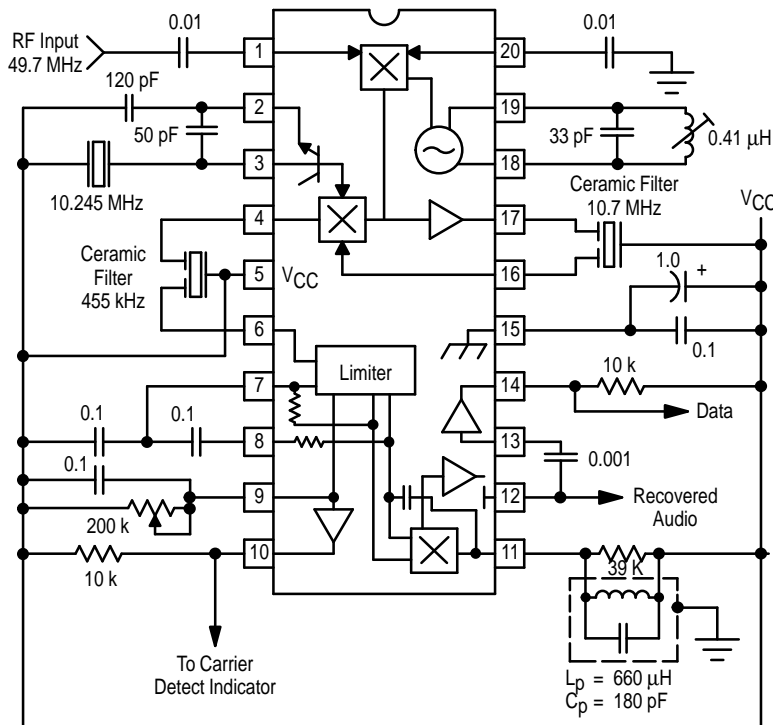 0.01
RF Input
49.7 MHz
1
20
0.01
120 pF
2
19
50 pF
33 pF
0.41 µH
3
18
10.245 MHz
Ceramic Filter
10.7 MHz
VCC
4
17
Ceramic
Filter
455 kHz
5
VCC
16
1.0
+
6
15
0.1
Limiter
10 k
7
14
Data
0.1
0.1
8
13
0.001
0.1
9
12
Recovered
Audio
200 k
10
11
10 k
39 K
To Carrier
Detect Indicator
Lp = 660 µH
Cp = 180 pF